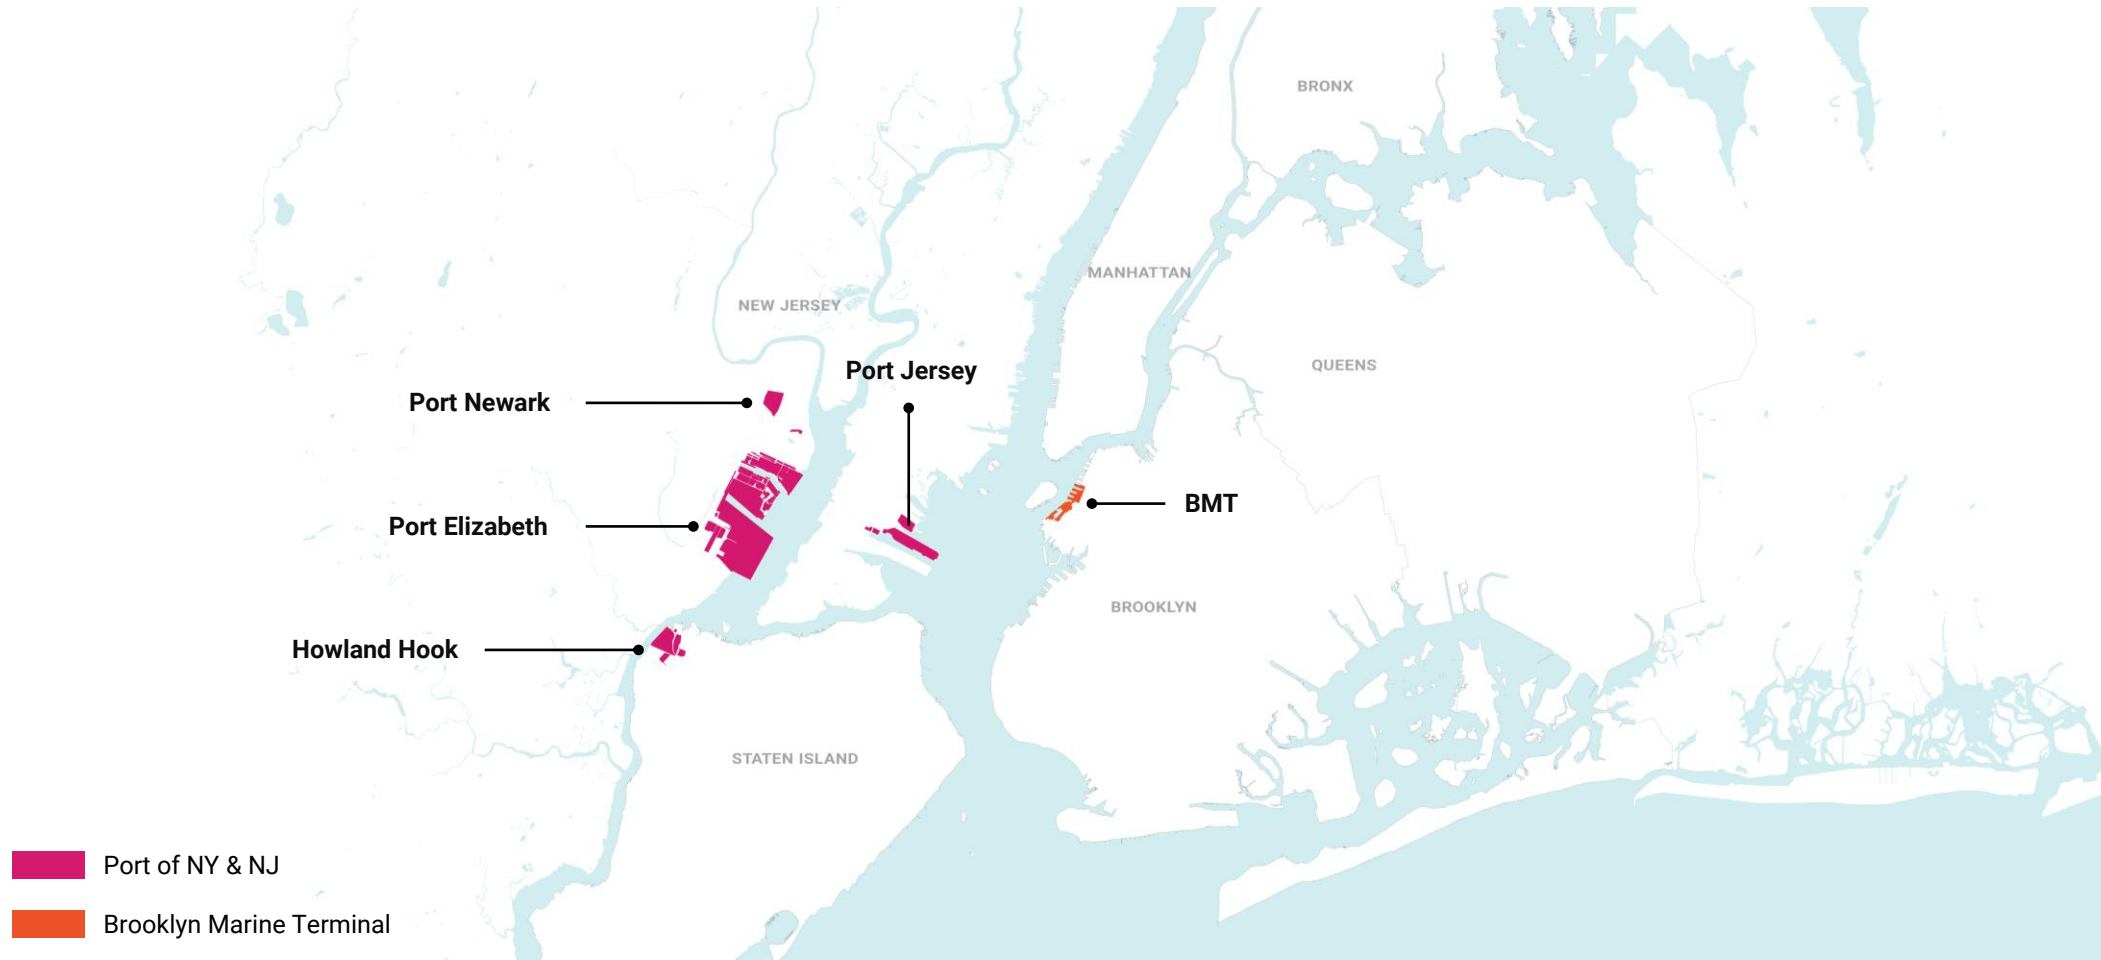 BRONX
MANHATTAN
NEW JERSEY
QUEENS
Port Jersey
Port Newark
BMT
Port Elizabeth
BROOKLYN
Howland Hook
STATEN ISLAND
Port of NY & NJ
Brooklyn Marine Terminal